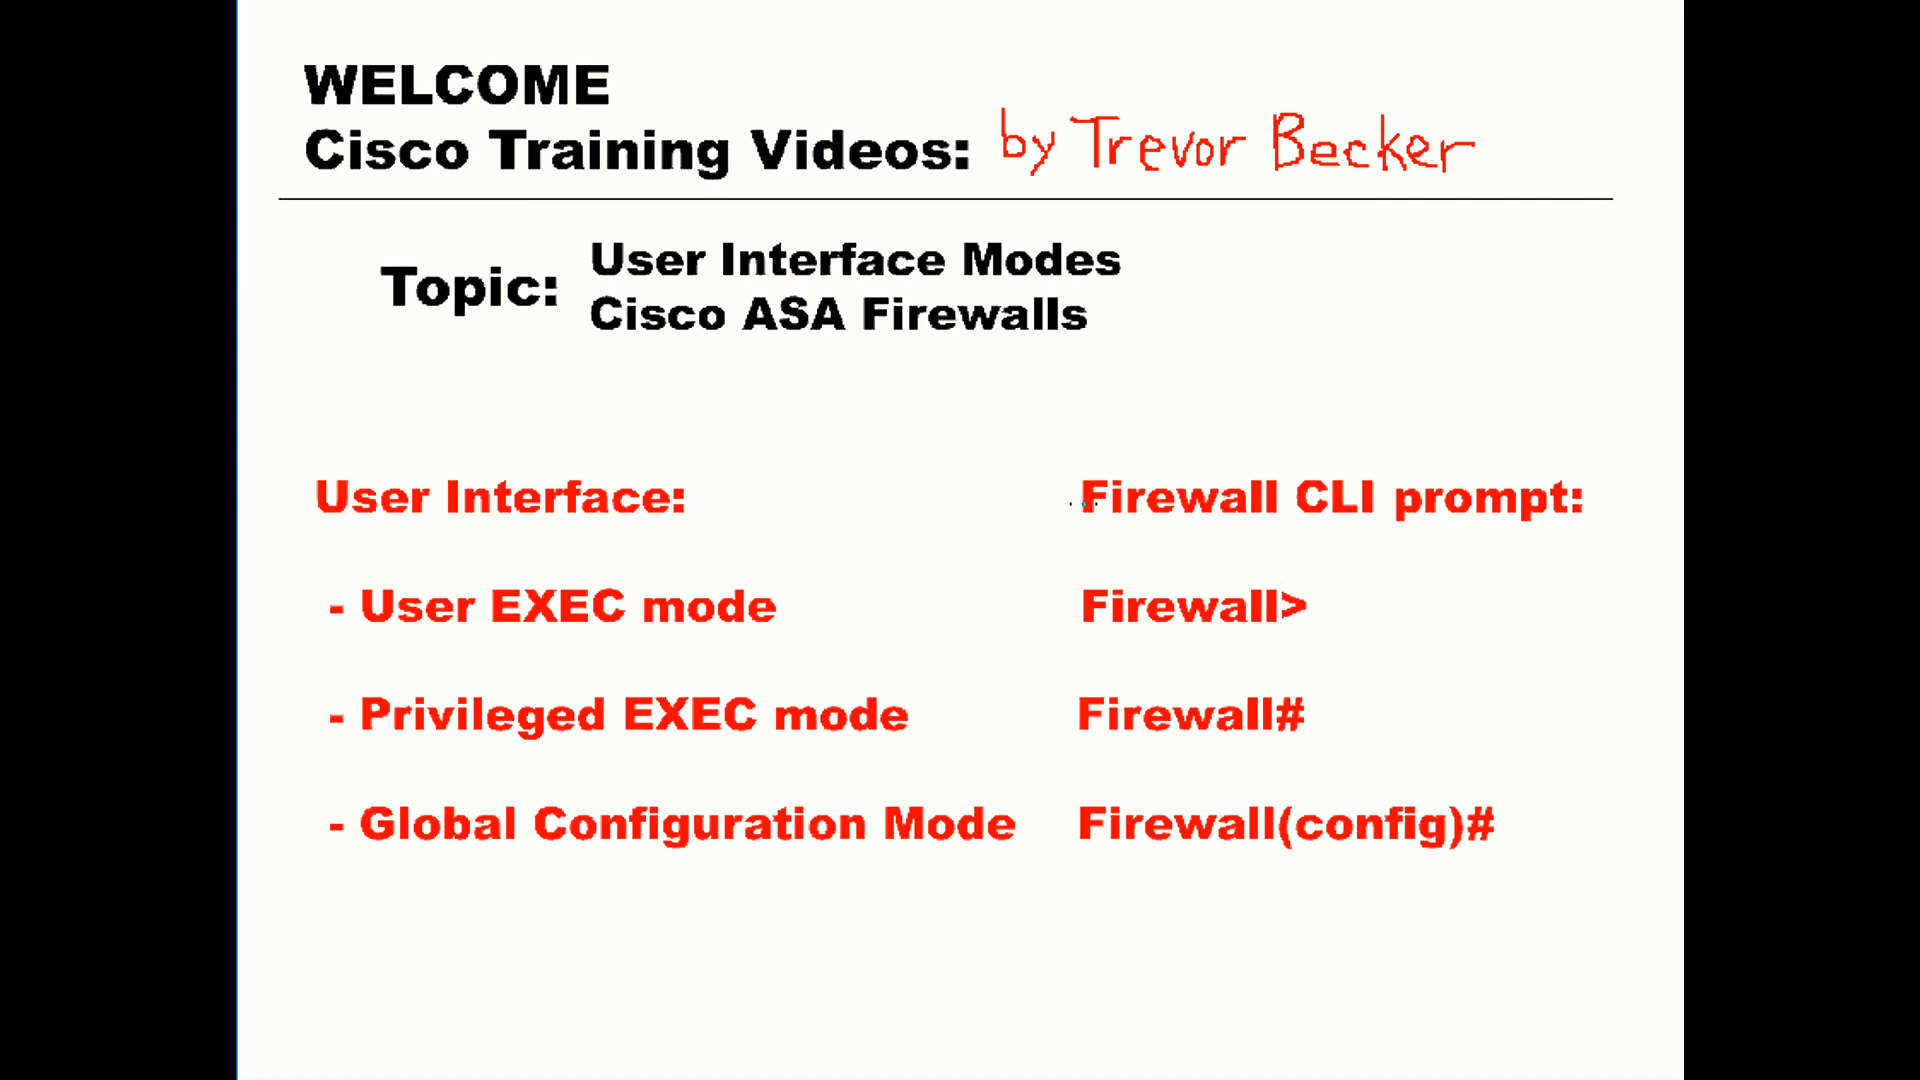 WELCOME
Cisco Training Videos: by Trevor Becker
Topic: User Interface Modes
Cisco ASA Firewalls
User Interface: Firewall CLI prompt:
- User EXEC mode Firewall>
- Privileged EXEC mode Firewall#
- Global Configuration Mode Firewall(config)#